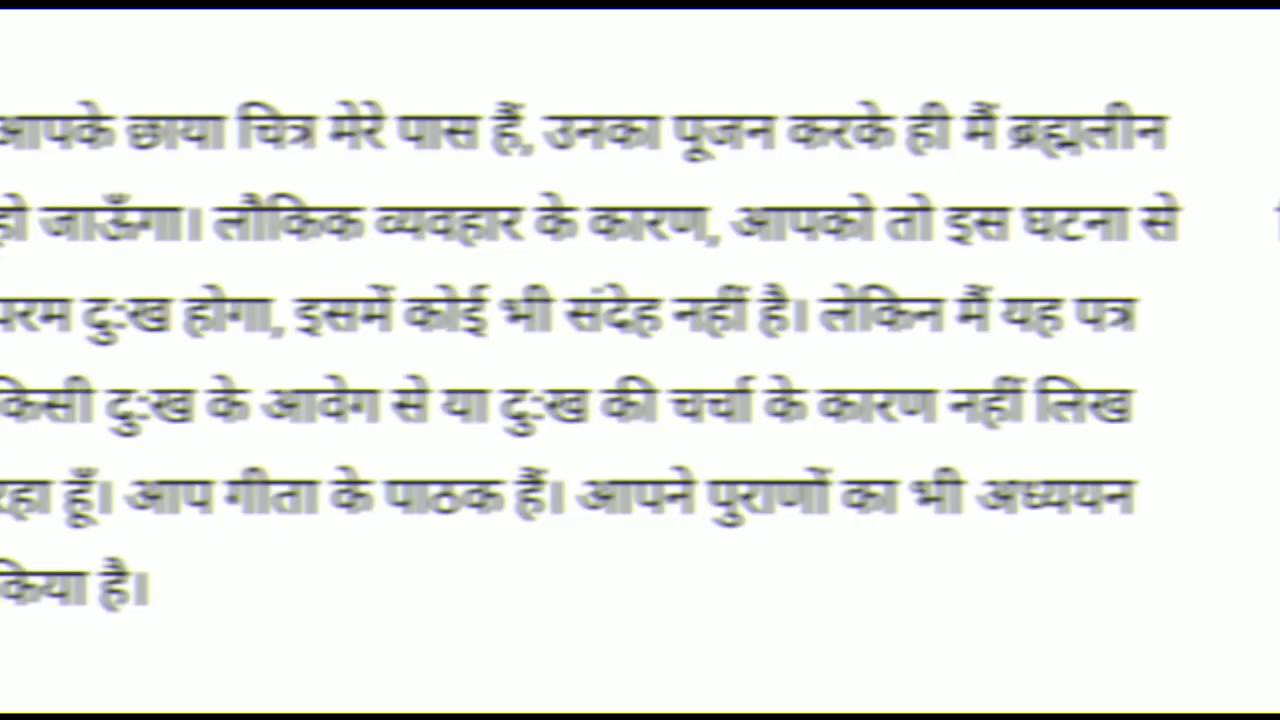 आपके छाया चित्र मेरे पास हैं, उनका पूजन करके ही मैं ब्रह्मलीन
हो जाऊँगा। लौकिक व्यवहार के कारण, आपको तो इस घटना से
परम दुःख होगा, इसमें कोई भी संदेह नहीं है। लेकिन मैं यह पत्र
किसी दुःख के आवेग से या दुःख की चर्चा के कारण नहीं लिख
रहा हूँ। आप गीता के पाठक हैं। आपने पुराणों का भी अध्ययन
किया है।